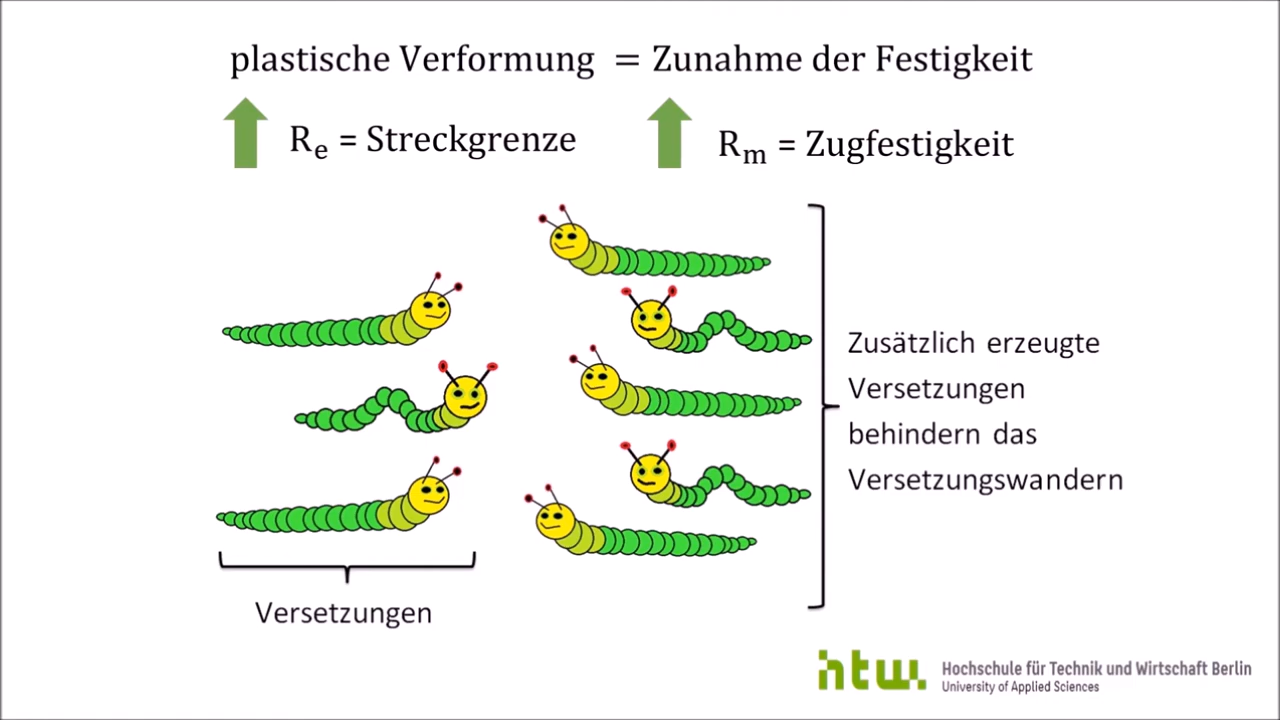 plastische Verformung = Zunahme der Festigkeit
Re = Streckgrenze
Rm = Zugfestigkeit
Zusätzlich erzeugte
Versetzungen
behindern das
Versetzungswandern
Versetzungen
htw.
Hochschule für Technik und Wirtschaft Berlin
University of Applied Sciences